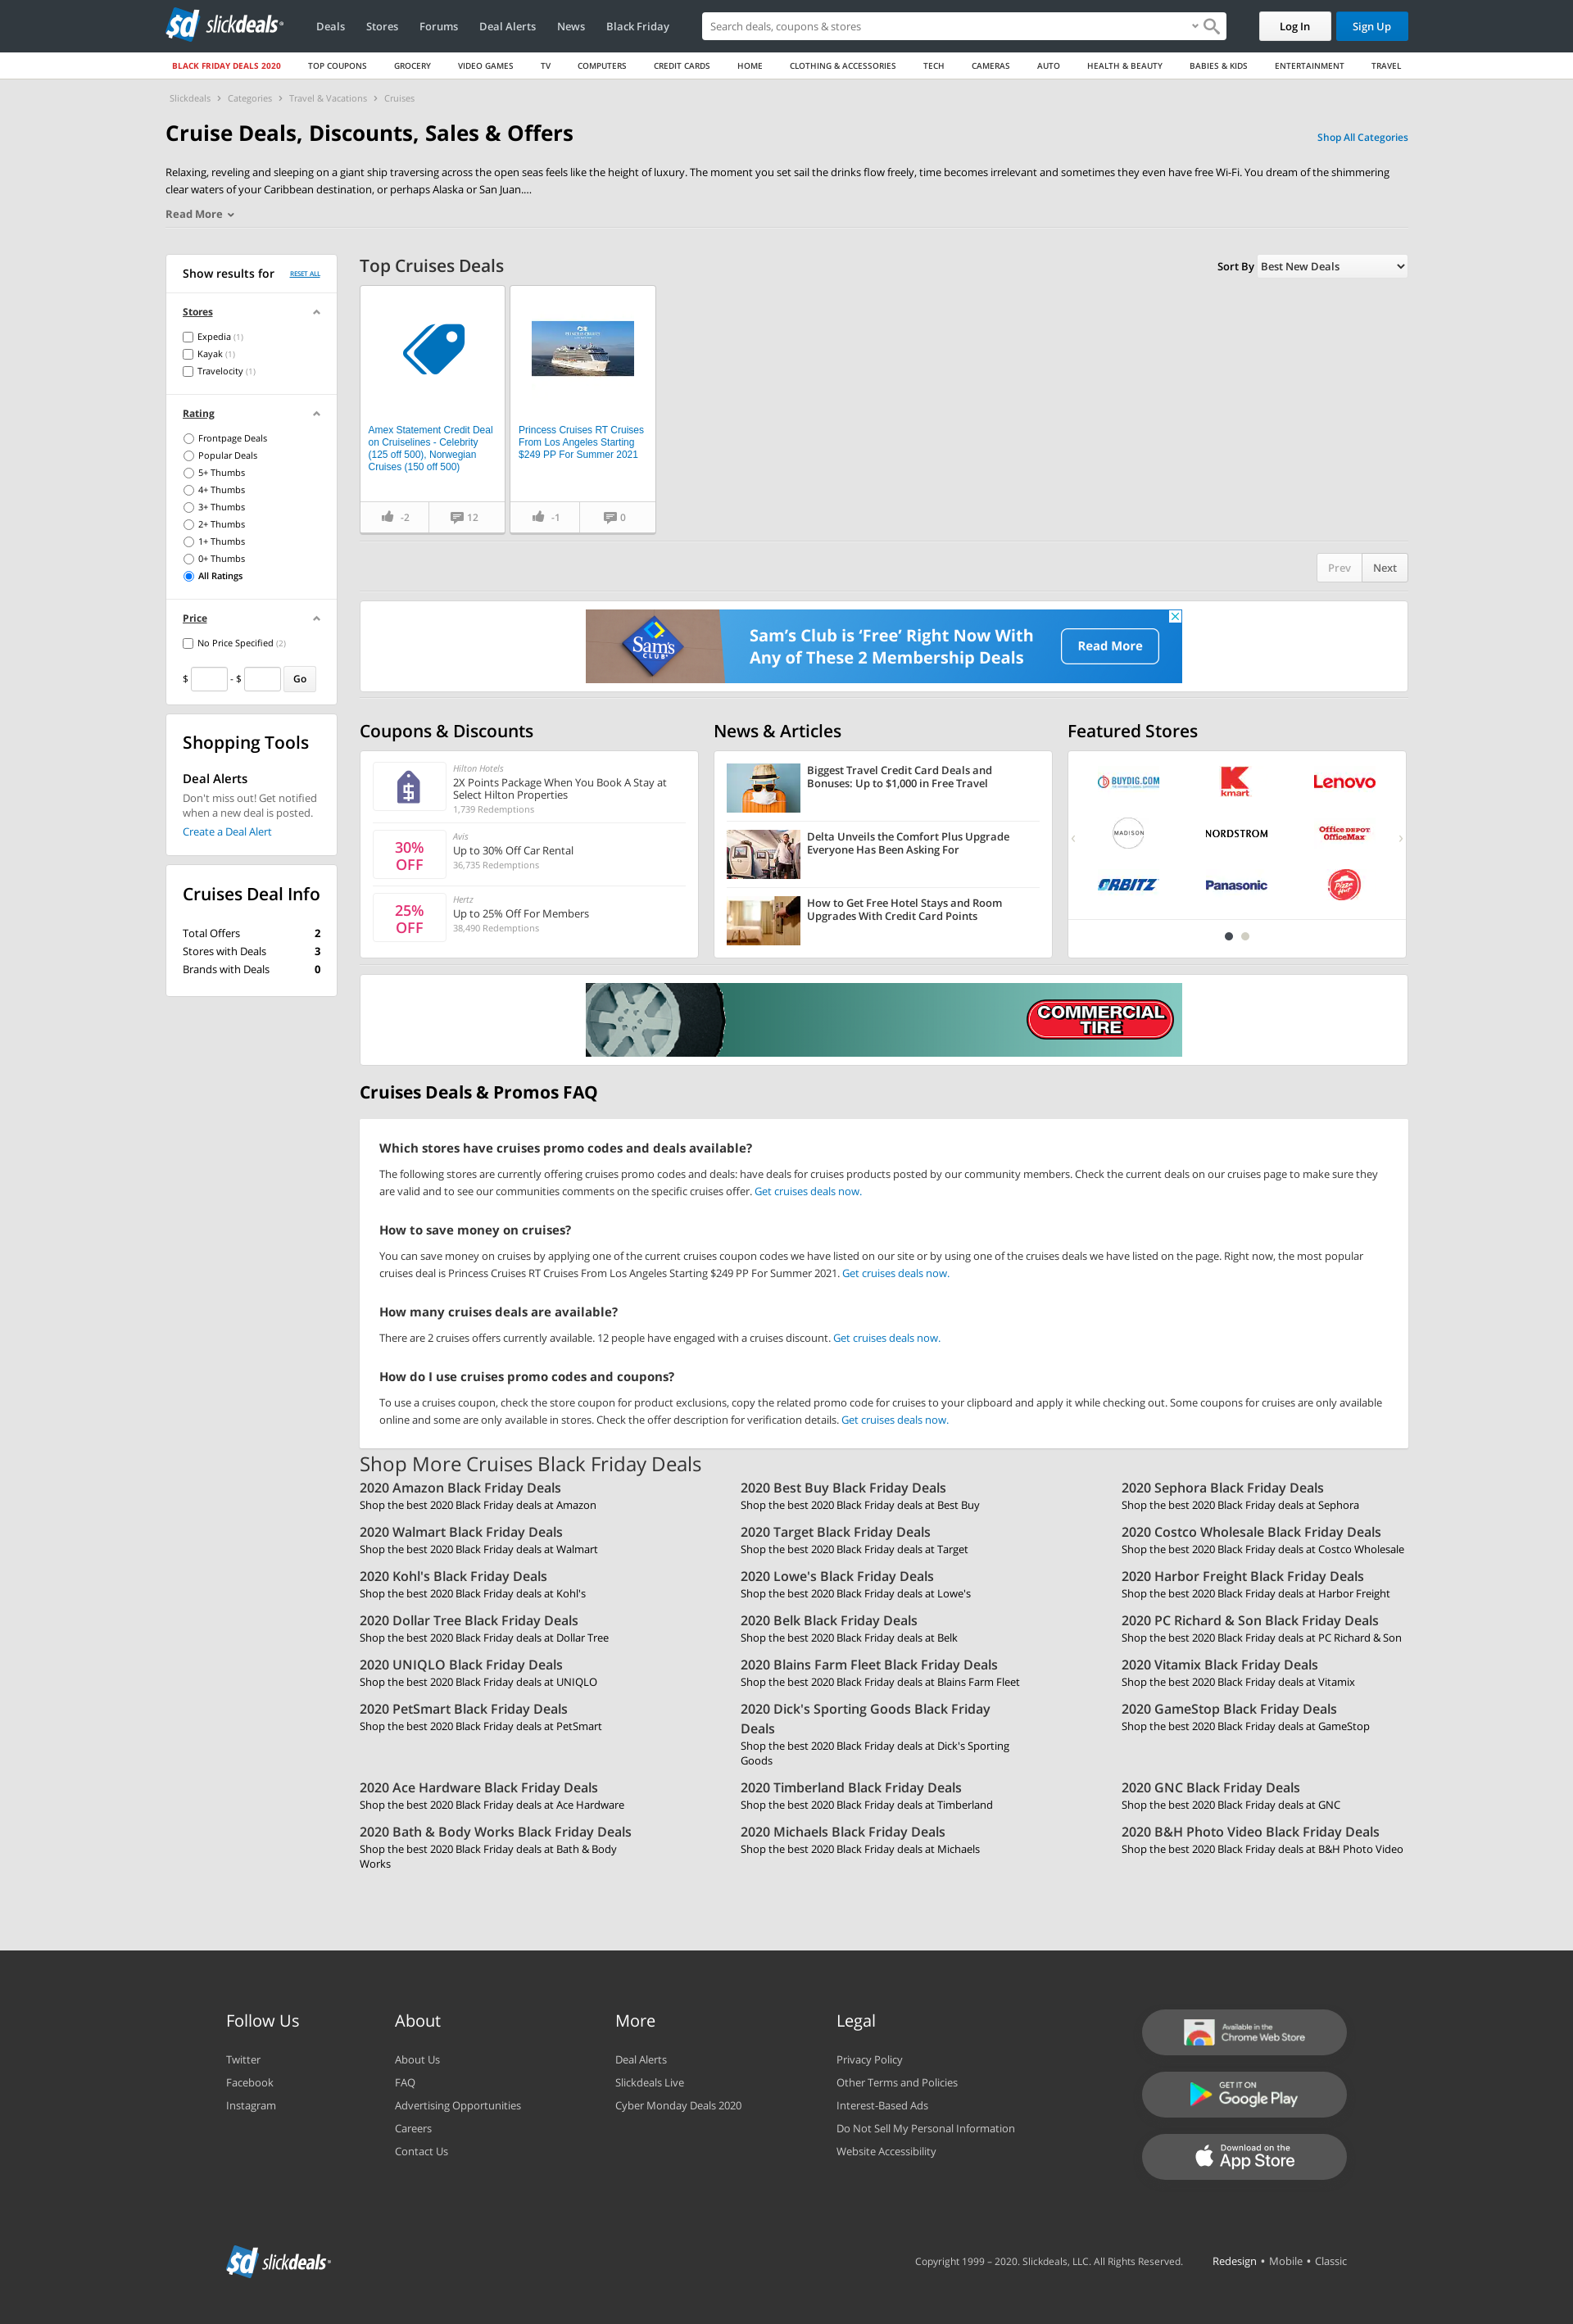 sd slickdeals
Deals Stores Forums Deal Alerts News Black Friday
Search deals, coupons & stores
Log In
Sign Up
BLACK FRIDAY DEALS 2020 TOP COUPONS GROCERY VIDEO GAMES TV COMPUTERS CREDIT CARDS HOME CLOTHING & ACCESSORIES TECH CAMERAS AUTO HEALTH & BEAUTY BABIES & KIDS ENTERTAINMENT TRAVEL
Slickdeals › Categories › Travel & Vacations › Cruises
Cruise Deals, Discounts, Sales & Offers
Shop All Categories
Relaxing, reveling and sleeping on a giant ship traversing across the open seas feels like the height of luxury. The moment you set sail the drinks flow freely, time becomes irrelevant and sometimes they even have free Wi-Fi. You dream of the shimmering
clear waters of your Caribbean destination, or perhaps Alaska or San Juan....
Read More
Show results for RESET ALL
Stores
Expedia (1)
Kayak (1)
Travelocity (1)
Rating
Frontpage Deals
Popular Deals
5+ Thumbs
4+ Thumbs
3+ Thumbs
2+ Thumbs
1+ Thumbs
0+ Thumbs
All Ratings
Price
No Price Specified (2)
$ - $ Go
Shopping Tools
Deal Alerts
Don't miss out! Get notified
when a new deal is posted.
Create a Deal Alert
Cruises Deal Info
Total Offers 2
Stores with Deals 3
Brands with Deals 0
Top Cruises Deals
Sort By Best New Deals
Amex Statement Credit Deal
on Cruiselines - Celebrity
(125 off 500), Norwegian
Cruises (150 off 500)
-2 12
Princess Cruises RT Cruises
From Los Angeles Starting
$249 PP For Summer 2021
-1 0
Prev Next
Sam's
CLUB
Sam's Club is 'Free' Right Now With
Any of These 2 Membership Deals
Read More
Coupons & Discounts
Hilton Hotels
2X Points Package When You Book A Stay at
Select Hilton Properties
1,739 Redemptions
30%
OFF
Avis
Up to 30% Off Car Rental
36,735 Redemptions
25%
OFF
Hertz
Up to 25% Off For Members
38,490 Redemptions
News & Articles
Biggest Travel Credit Card Deals and
Bonuses: Up to $1,000 in Free Travel
Delta Unveils the Comfort Plus Upgrade
Everyone Has Been Asking For
How to Get Free Hotel Stays and Room
Upgrades With Credit Card Points
Featured Stores
BUYDIG.COM
K
kmart
Lenovo
MADISON
NORDSTROM
Office DEPOT
OfficeMax
ORBITZ
Panasonic
Pizza Hut
COMMERCIAL
TIRE
Cruises Deals & Promos FAQ
Which stores have cruises promo codes and deals available?
The following stores are currently offering cruises promo codes and deals: have deals for cruises products posted by our community members. Check the current deals on our cruises page to make sure they
are valid and to see our communities comments on the specific cruises offer. Get cruises deals now.
How to save money on cruises?
You can save money on cruises by applying one of the current cruises coupon codes we have listed on our site or by using one of the cruises deals we have listed on the page. Right now, the most popular
cruises deal is Princess Cruises RT Cruises From Los Angeles Starting $249 PP For Summer 2021. Get cruises deals now.
How many cruises deals are available?
There are 2 cruises offers currently available. 12 people have engaged with a cruises discount. Get cruises deals now.
How do I use cruises promo codes and coupons?
To use a cruises coupon, check the store coupon for product exclusions, copy the related promo code for cruises to your clipboard and apply it while checking out. Some coupons for cruises are only available
online and some are only available in stores. Check the offer description for verification details. Get cruises deals now.
Shop More Cruises Black Friday Deals
2020 Amazon Black Friday Deals
Shop the best 2020 Black Friday deals at Amazon
2020 Best Buy Black Friday Deals
Shop the best 2020 Black Friday deals at Best Buy
2020 Sephora Black Friday Deals
Shop the best 2020 Black Friday deals at Sephora
2020 Walmart Black Friday Deals
Shop the best 2020 Black Friday deals at Walmart
2020 Target Black Friday Deals
Shop the best 2020 Black Friday deals at Target
2020 Costco Wholesale Black Friday Deals
Shop the best 2020 Black Friday deals at Costco Wholesale
2020 Kohl's Black Friday Deals
Shop the best 2020 Black Friday deals at Kohl's
2020 Lowe's Black Friday Deals
Shop the best 2020 Black Friday deals at Lowe's
2020 Harbor Freight Black Friday Deals
Shop the best 2020 Black Friday deals at Harbor Freight
2020 Dollar Tree Black Friday Deals
Shop the best 2020 Black Friday deals at Dollar Tree
2020 Belk Black Friday Deals
Shop the best 2020 Black Friday deals at Belk
2020 PC Richard & Son Black Friday Deals
Shop the best 2020 Black Friday deals at PC Richard & Son
2020 UNIQLO Black Friday Deals
Shop the best 2020 Black Friday deals at UNIQLO
2020 Blains Farm Fleet Black Friday Deals
Shop the best 2020 Black Friday deals at Blains Farm Fleet
2020 Vitamix Black Friday Deals
Shop the best 2020 Black Friday deals at Vitamix
2020 PetSmart Black Friday Deals
Shop the best 2020 Black Friday deals at PetSmart
2020 Dick's Sporting Goods Black Friday
Deals
Shop the best 2020 Black Friday deals at Dick's Sporting
Goods
2020 GameStop Black Friday Deals
Shop the best 2020 Black Friday deals at GameStop
2020 Ace Hardware Black Friday Deals
Shop the best 2020 Black Friday deals at Ace Hardware
2020 Timberland Black Friday Deals
Shop the best 2020 Black Friday deals at Timberland
2020 GNC Black Friday Deals
Shop the best 2020 Black Friday deals at GNC
2020 Bath & Body Works Black Friday Deals
Shop the best 2020 Black Friday deals at Bath & Body
Works
2020 Michaels Black Friday Deals
Shop the best 2020 Black Friday deals at Michaels
2020 B&H Photo Video Black Friday Deals
Shop the best 2020 Black Friday deals at B&H Photo Video
Follow Us
Twitter
Facebook
Instagram
About
About Us
FAQ
Advertising Opportunities
Careers
Contact Us
More
Deal Alerts
Slickdeals Live
Cyber Monday Deals 2020
Legal
Privacy Policy
Other Terms and Policies
Interest-Based Ads
Do Not Sell My Personal Information
Website Accessibility
Available in the
Chrome Web Store
GET IT ON
Google Play
Download on the
App Store
sd slickdeals
Copyright 1999 – 2020. Slickdeals, LLC. All Rights Reserved.
Redesign • Mobile • Classic